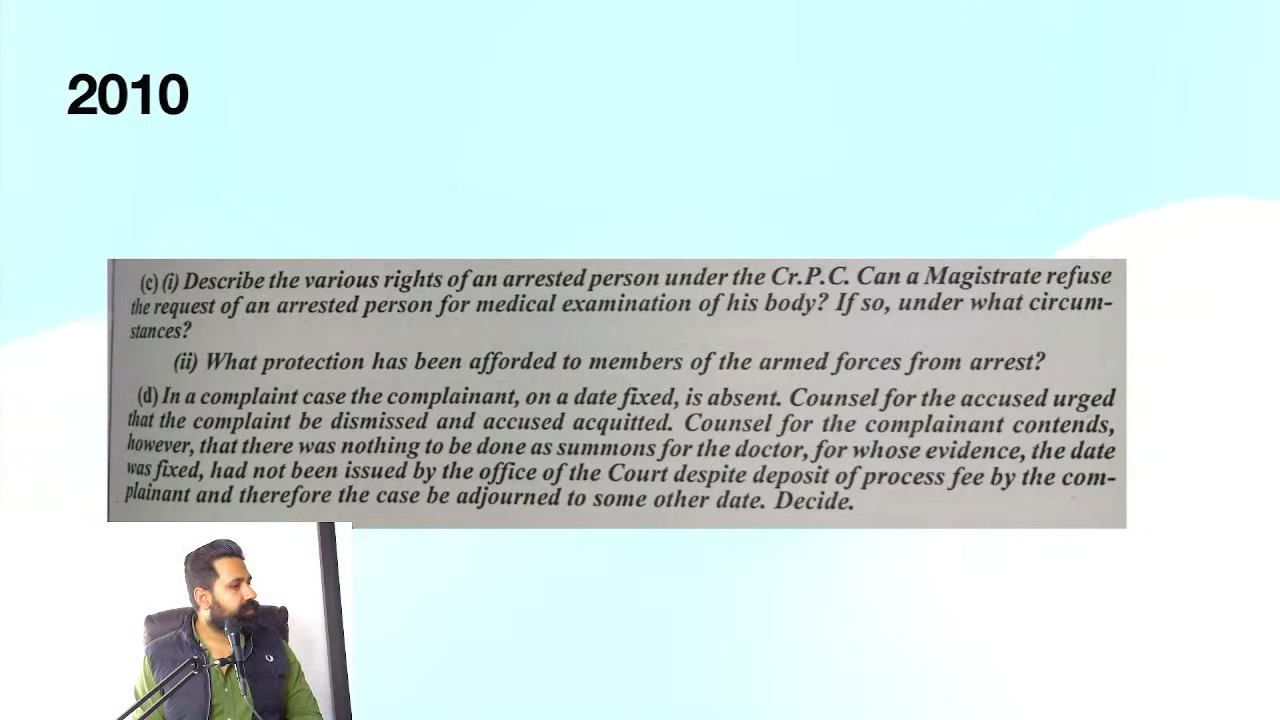 2010
(c) (i) Describe the various rights of an arrested person under the Cr.P.C. Can a Magistrate refuse
the request of an arrested person for medical examination of his body? If so, under what circum-
stances?
(ii) What protection has been afforded to members of the armed forces from arrest?
(d) In a complaint case the complainant, on a date fixed, is absent. Counsel for the accused urged
that the complaint be dismissed and accused acquitted. Counsel for the complainant contends,
however, that there was nothing to be done as summons for the doctor, for whose evidence, the date
was fixed, had not been issued by the office of the Court despite deposit of process fee by the com-
plainant and therefore the case be adjourned to some other date. Decide.